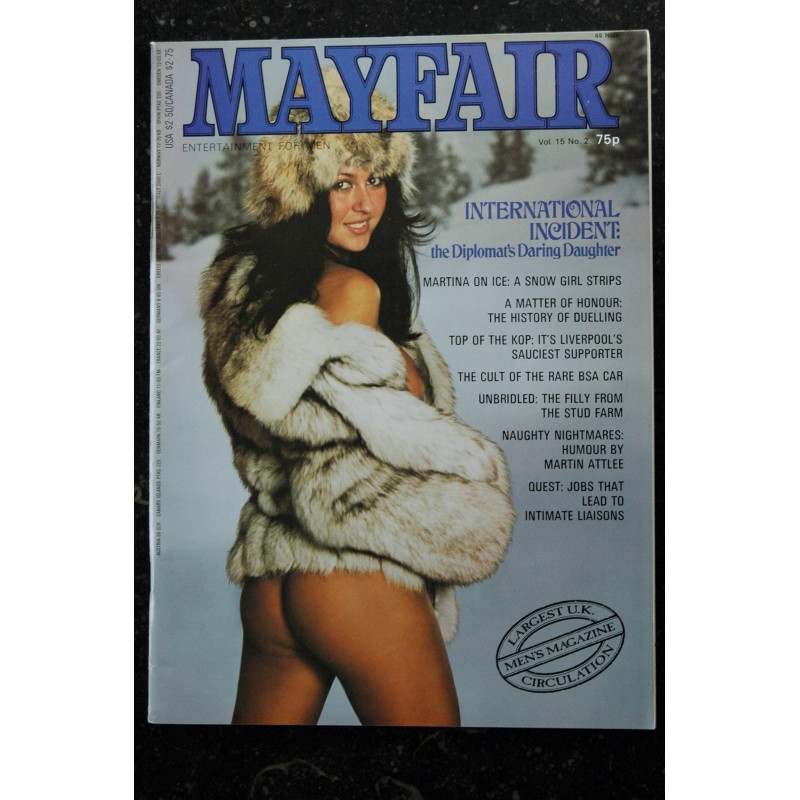 MAYFAIR
ENTERTAINMENT FOR MEN
Vol. 15 No. 2 75p
USA $2·50/CANADA $2·75
INTERNATIONAL
INCIDENT:
the Diplomat's Daring Daughter
MARTINA ON ICE: A SNOW GIRL STRIPS
A MATTER OF HONOUR:
THE HISTORY OF DUELLING
TOP OF THE KOP: IT'S LIVERPOOL'S
SAUCIEST SUPPORTER
THE CULT OF THE RARE BSA CAR
UNBRIDLED: THE FILLY FROM
THE STUD FARM
NAUGHTY NIGHTMARES:
HUMOUR BY
MARTIN ATTLEE
QUEST: JOBS THAT
LEAD TO
INTIMATE LIAISONS
LARGEST U.K.
MEN'S MAGAZINE
CIRCULATION